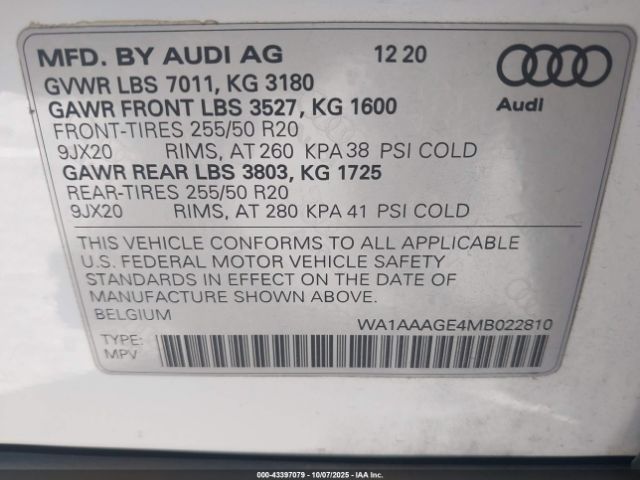 MFD. BY AUDI AG 12 20
GVWR LBS 7011, KG 3180
GAWR FRONT LBS 3527, KG 1600
Audi
FRONT-TIRES 255/50 R20
9JX20 RIMS, AT 260 KPA 38 PSI COLD
GAWR REAR LBS 3803, KG 1725
REAR-TIRES 255/50 R20
9JX20 RIMS, AT 280 KPA 41 PSI COLD
THIS VEHICLE CONFORMS TO ALL APPLICABLE
U.S. FEDERAL MOTOR VEHICLE SAFETY
STANDARDS IN EFFECT ON THE DATE OF
MANUFACTURE SHOWN ABOVE.
BELGIUM
WA1AAAGE4MB022810
TYPE:
MPV
000-43397079 - 10/07/2025 - IAAI.COM